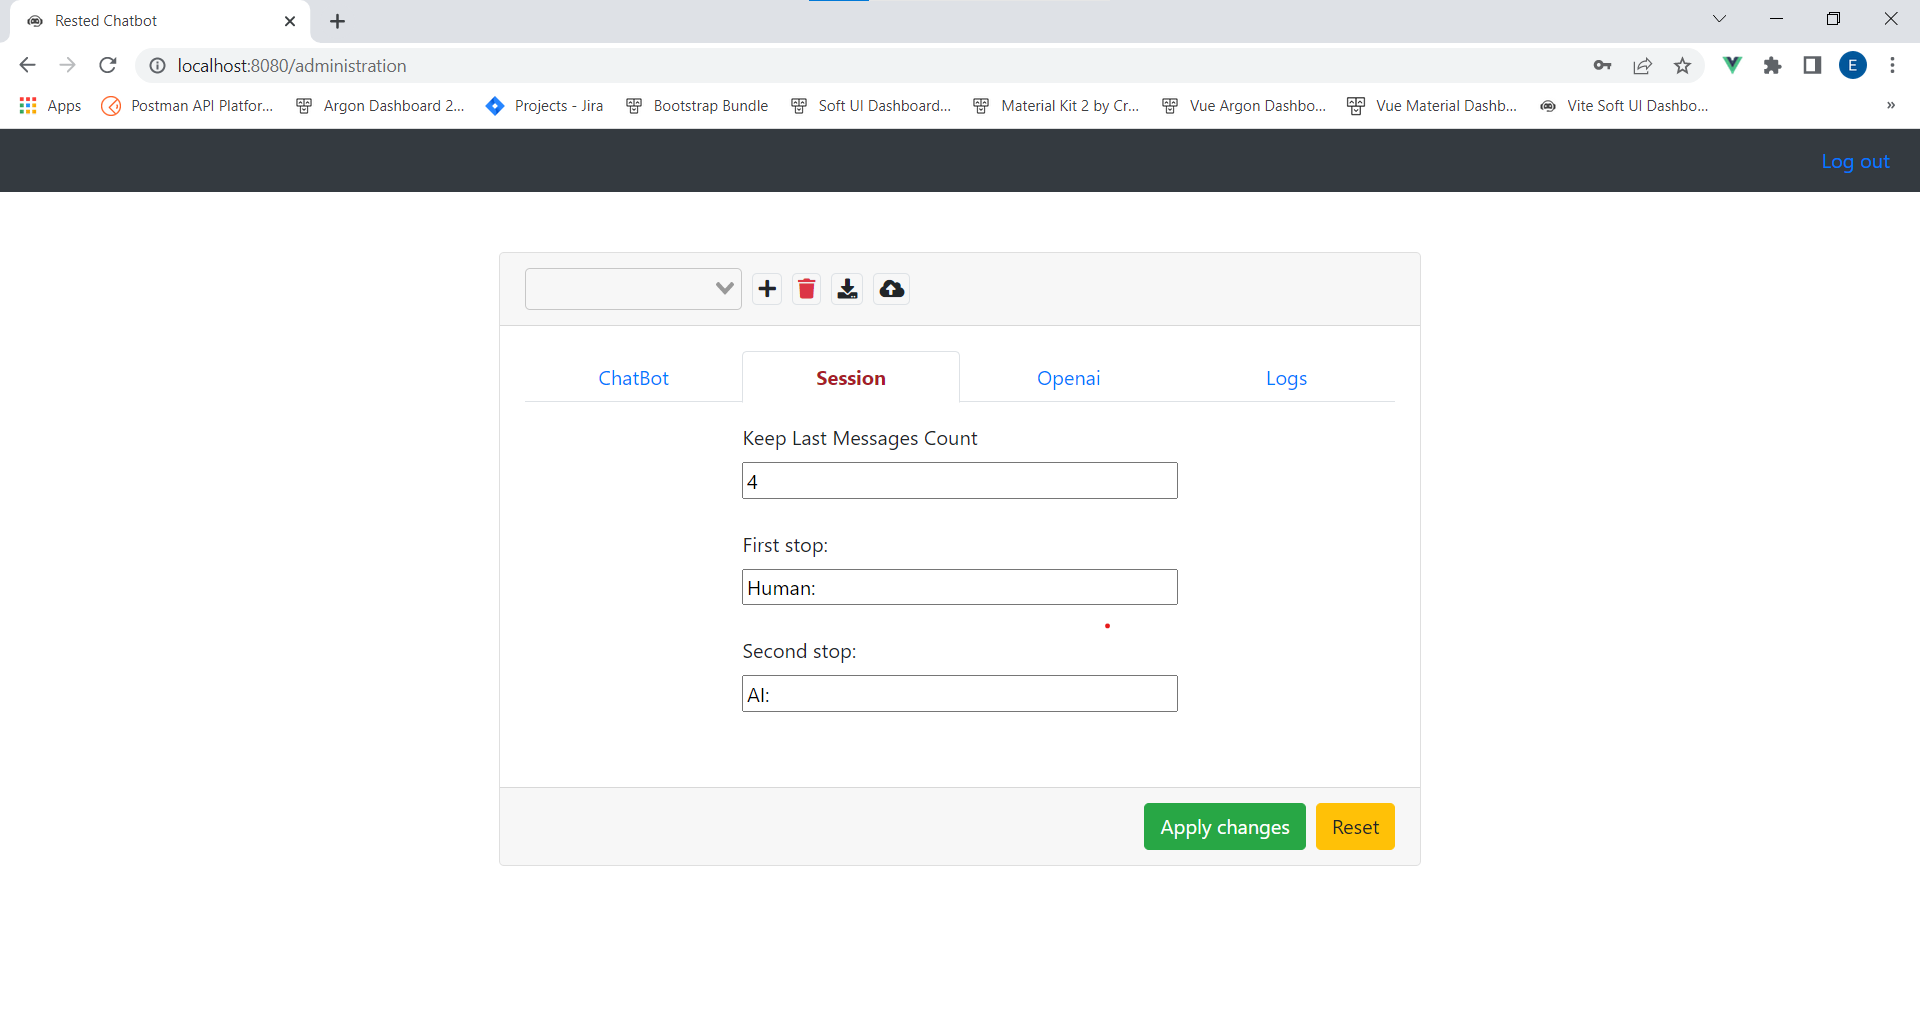 Rested Chatbot
localhost:8080/administration
E
Apps Postman API Platfor... Argon Dashboard 2... Projects - Jira Bootstrap Bundle Soft UI Dashboard... Material Kit 2 by Cr... Vue Argon Dashbo... Vue Material Dashb... Vite Soft UI Dashbo... »
Log out
ChatBot Session Openai Logs
Keep Last Messages Count
4
First stop:
Human:
Second stop:
AI:
Apply changes Reset